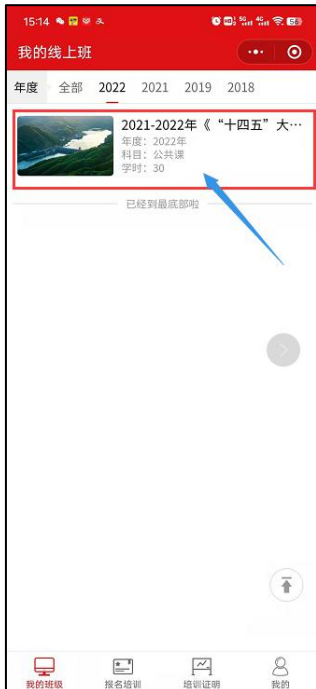 15:14
我的线上班
年度 全部 2022 2021 2019 2018
2021-2022年《“十四五”大…
年度：2022年
科目：公共课
学时：30
已经到最底部啦
我的班级 报名培训 培训证明 我的